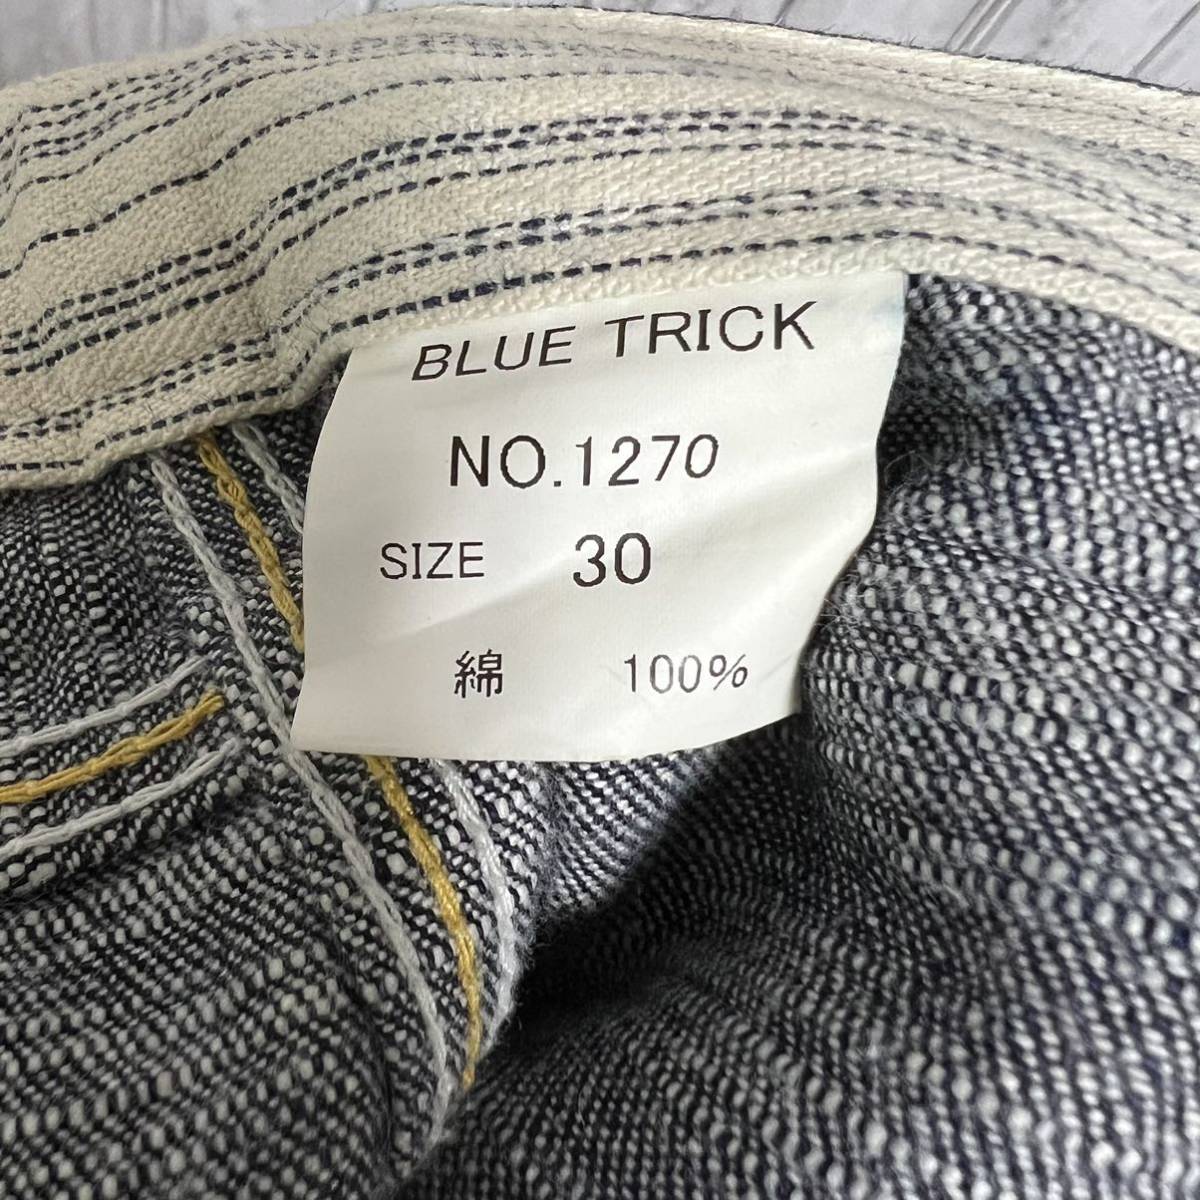 BLUE TRICK
NO.1270
SIZE 30
綿 100%